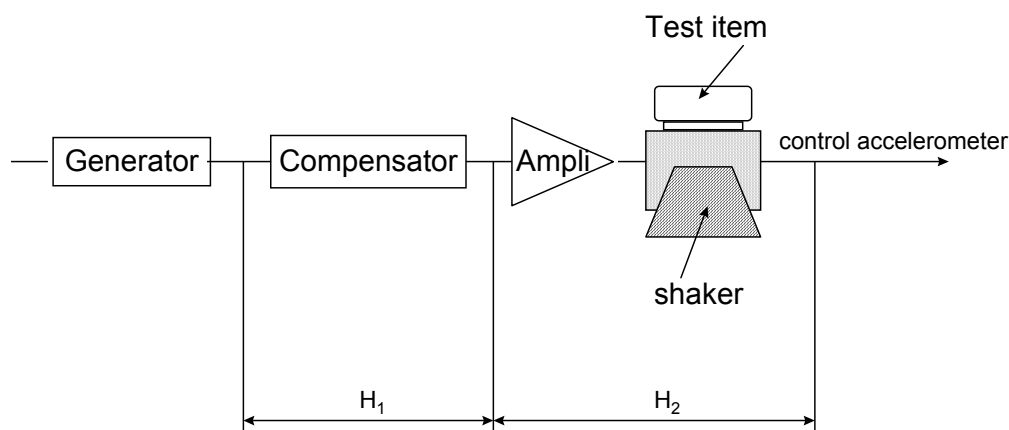 Test item
control accelerometer
Generator
Compensator
Ampli
shaker
H₁
H₂